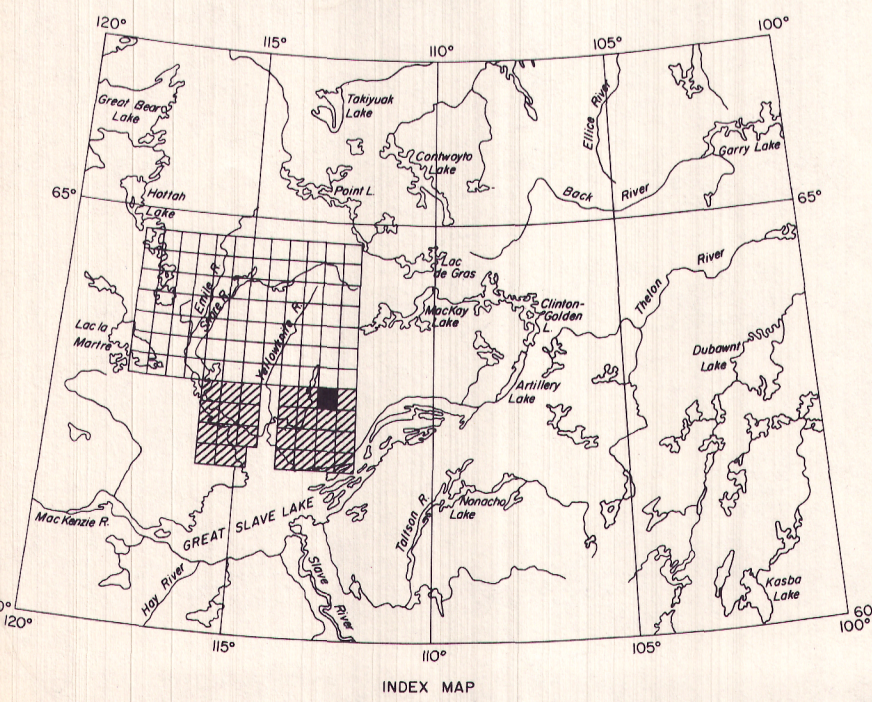 120°
115°
110°
105°
100°
Great Bear
Lake
Takiyuak
Lake
Ellice River
Contwoyto
Lake
Garry Lake
Point L.
Hottah
Lake
Back River
65°
65°
Lac
de Gras
Thelon River
Emile R.
Snare R.
Yellowknife R.
MacKay
Lake
Clinton-
Golden
L.
Lac la
Martre
Dubawnt
Lake
Artillery
Lake
MacKenzie R.
GREAT SLAVE LAKE
Taltson R.
Nonacho
Lake
Hay River
Slave River
Kasba
Lake
0°
120°
115°
110°
105°
60
100°
INDEX MAP